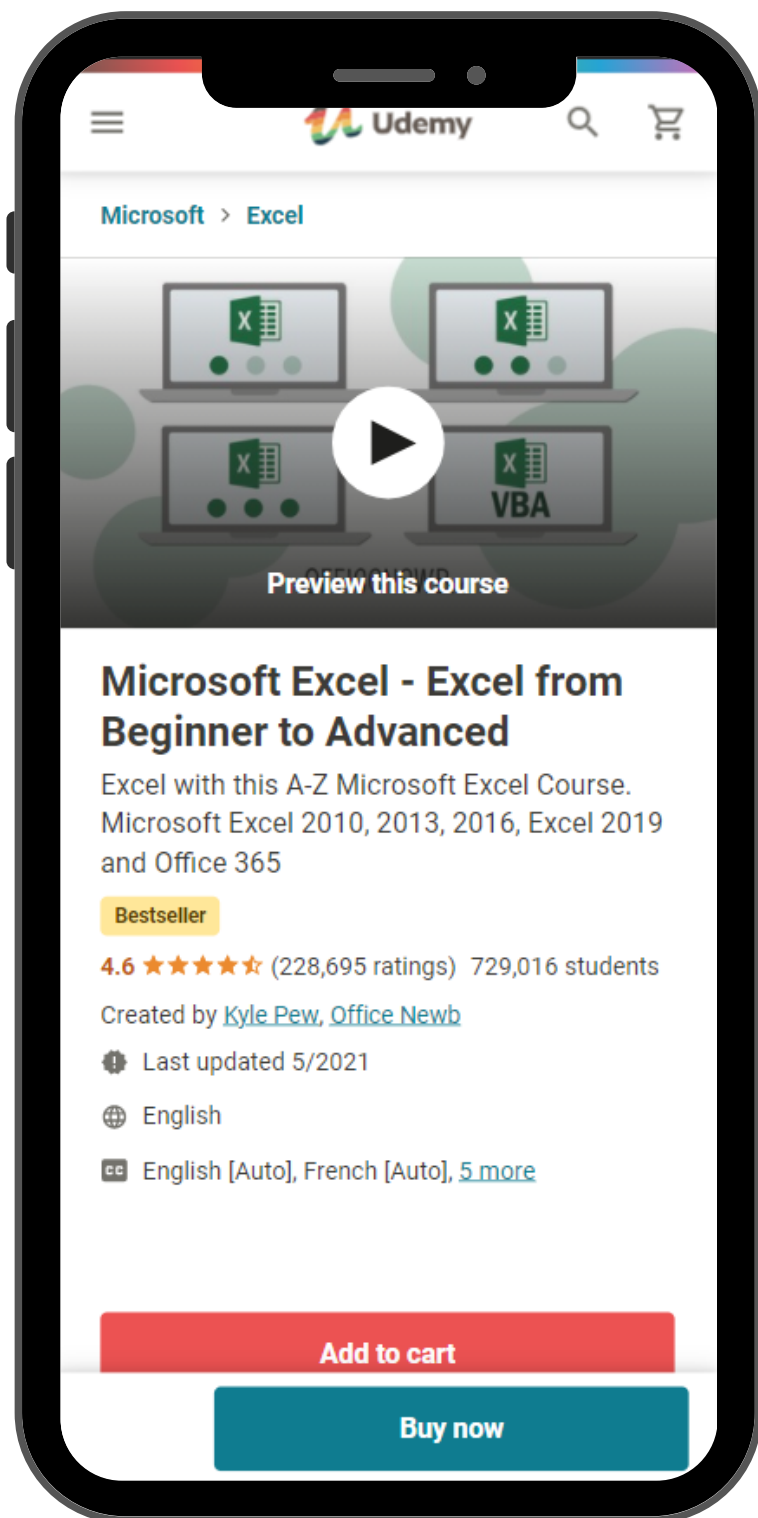 Udemy
Microsoft > Excel
X
X
X
X
VBA
Preview this course
Microsoft Excel - Excel from
Beginner to Advanced
Excel with this A-Z Microsoft Excel Course.
Microsoft Excel 2010, 2013, 2016, Excel 2019
and Office 365
Bestseller
4.6 (228,695 ratings) 729,016 students
Created by Kyle Pew, Office Newb
Last updated 5/2021
English
CC English [Auto], French [Auto], 5 more
Add to cart
Buy now